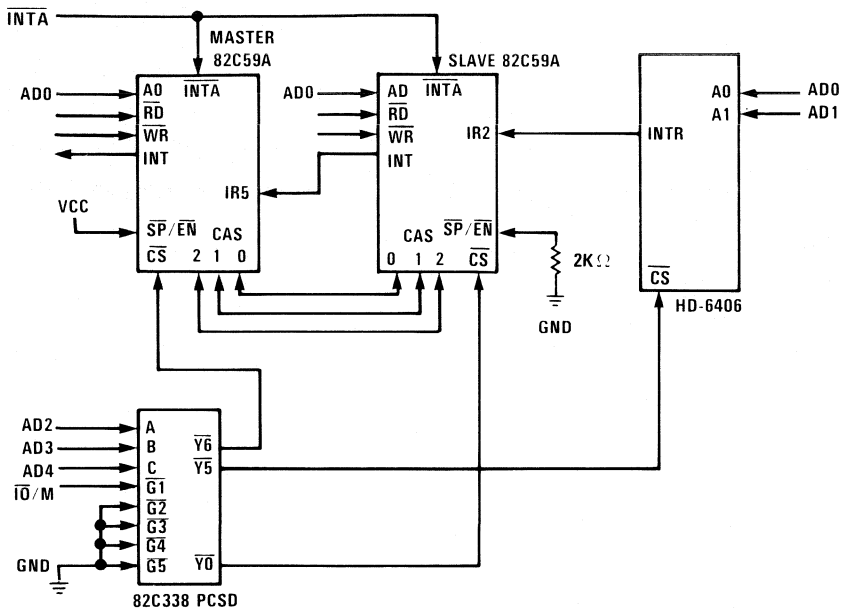 INTA
MASTER
82C59A
SLAVE 82C59A
AD0
A0
INTA
RD
WR
INT
IR5
VCC
SP/EN
CAS
CS
2
1
0
AD0
AD
INTA
RD
WR
INT
IR2
CAS
SP/EN
0
1
2
CS
2KΩ
GND
A0
AD0
A1
AD1
INTR
CS
HD-6406
AD2
A
AD3
B
Y6
AD4
C
Y5
IO/M
G1
G2
G3
G4
GND
G5
Y0
82C338 PCSD